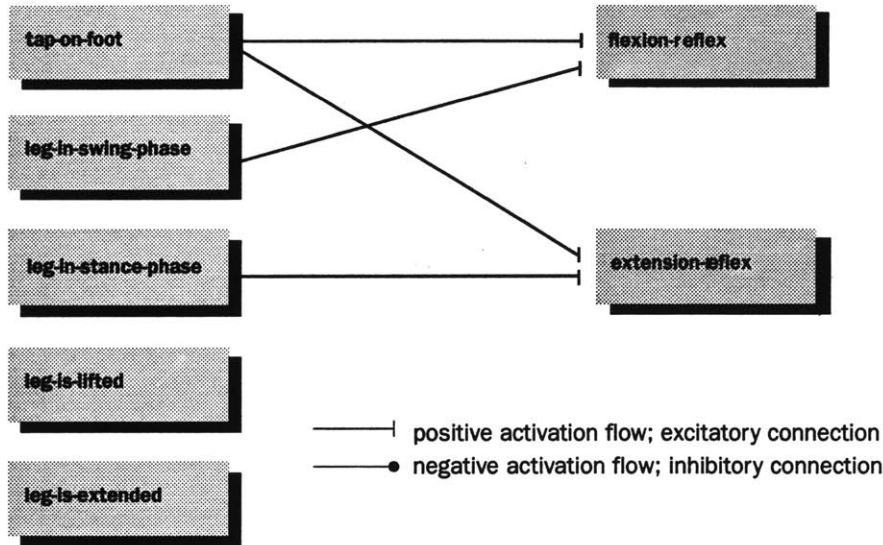 tap-on-foot
flexion-reflex
leg-in-swing-phase
leg-in-stance-phase
extension-reflex
leg-is-lifted
positive activation flow; excitatory connection
negative activation flow; inhibitory connection
leg-is-extended